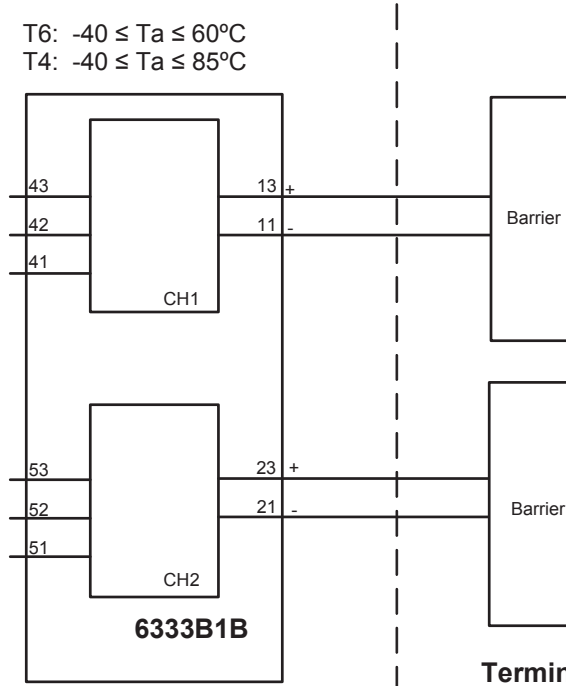 T6: -40 ≤ Ta ≤ 60ºC
T4: -40 ≤ Ta ≤ 85ºC
43
13 +
42
11 -
41
CH1
Barrier
53
23 +
52
21 -
51
CH2
Barrier
6333B1B